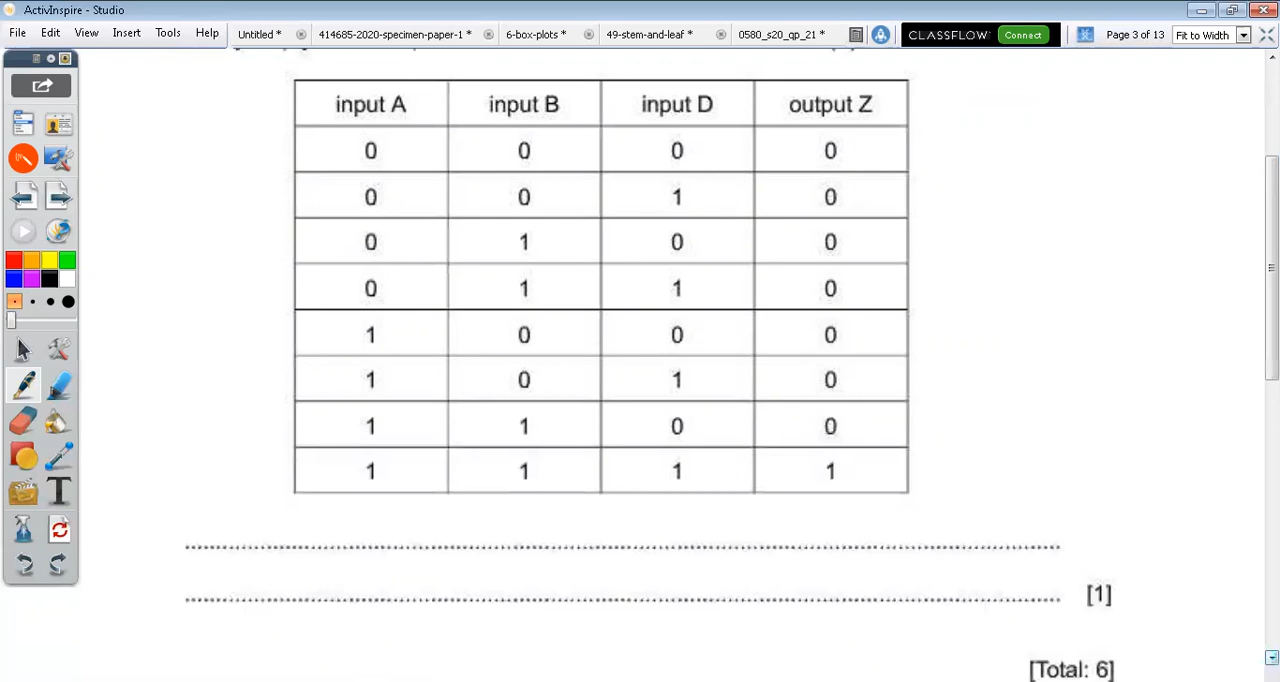 ActivInspire - Studio
File Edit View Insert Tools Help Untitled * 414685-2020-specimen-paper-1 * 6-box-plots * 49-stem-and-leaf * 0580_s20_qp_21 * CLASSFLOW Connect Page 3 of 13 Fit to Width
input A input B input D output Z
0 0 0 0
0 0 1 0
0 1 0 0
0 1 1 0
1 0 0 0
1 0 1 0
1 1 0 0
1 1 1 1
[1]
[Total: 6]